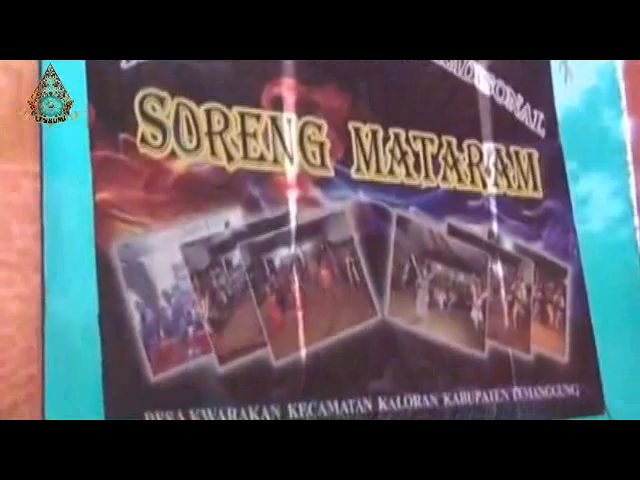 SORENG MATARAM
DESA KWARAKAN KECAMATAN KALORAN KABUPATEN TEMANGGUNG